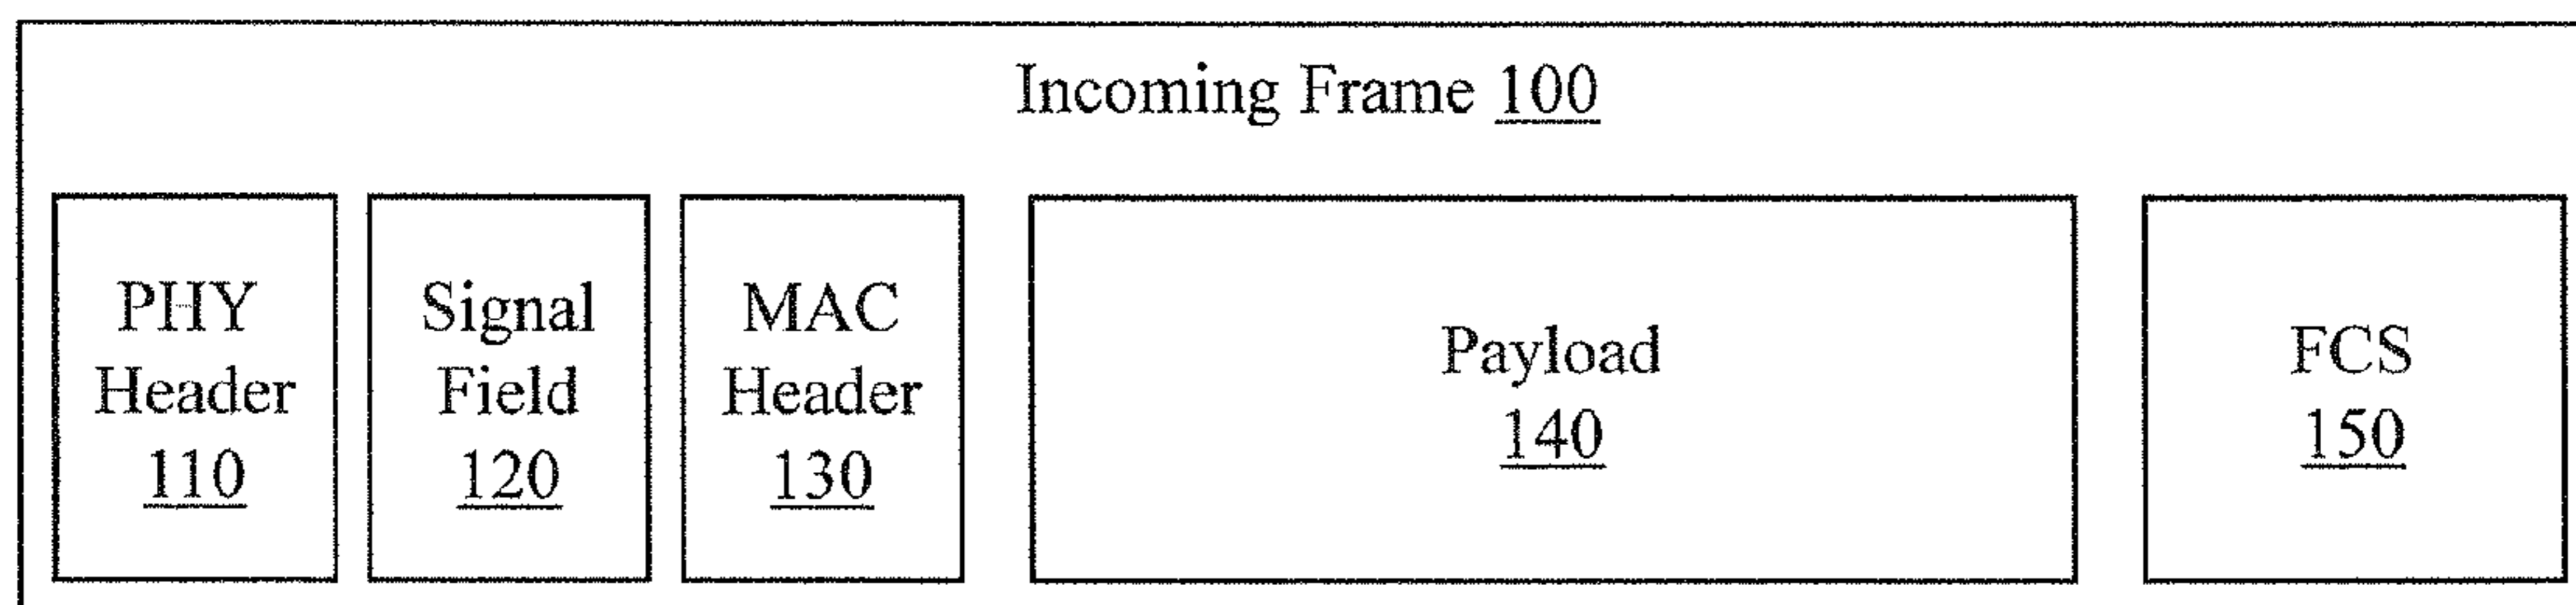 Incoming Frame 100
PHY
Header
110
Signal
Field
120
MAC
Header
130
Payload
140
FCS
150